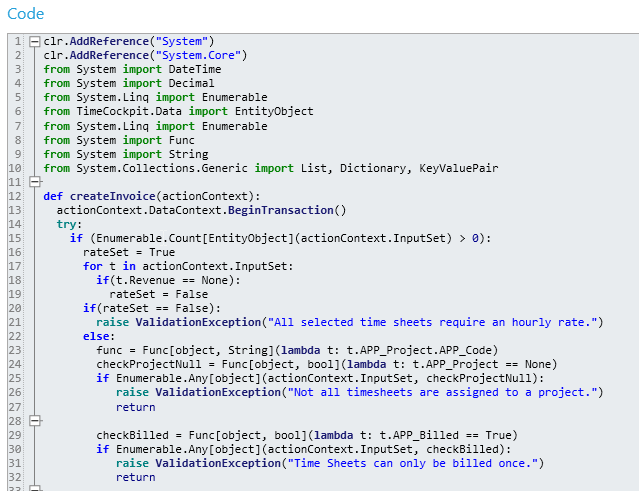 Code
1 clr.AddReference("System")
2 clr.AddReference("System.Core")
3 from System import DateTime
4 from System import Decimal
5 from System.Linq import Enumerable
6 from TimeCockpit.Data import EntityObject
7 from System.Linq import Enumerable
8 from System import Func
9 from System import String
10 from System.Collections.Generic import List, Dictionary, KeyValuePair
11
12 def createInvoice(actionContext):
13   actionContext.DataContext.BeginTransaction()
14   try:
15     if (Enumerable.Count[EntityObject](actionContext.InputSet) > 0):
16       rateSet = True
17       for t in actionContext.InputSet:
18         if(t.Revenue == None):
19           rateSet = False
20       if(rateSet == False):
21         raise ValidationException("All selected time sheets require an hourly rate.")
22       else:
23         func = Func[object, String](lambda t: t.APP_Project.APP_Code)
24         checkProjectNull = Func[object, bool](lambda t: t.APP_Project == None)
25         if Enumerable.Any[object](actionContext.InputSet, checkProjectNull):
26            raise ValidationException("Not all timesheets are assigned to a project.")
27            return
28
29         checkBilled = Func[object, bool](lambda t: t.APP_Billed == True)
30         if Enumerable.Any[object](actionContext.InputSet, checkBilled):
31            raise ValidationException("Time Sheets can only be billed once.")
32            return
33